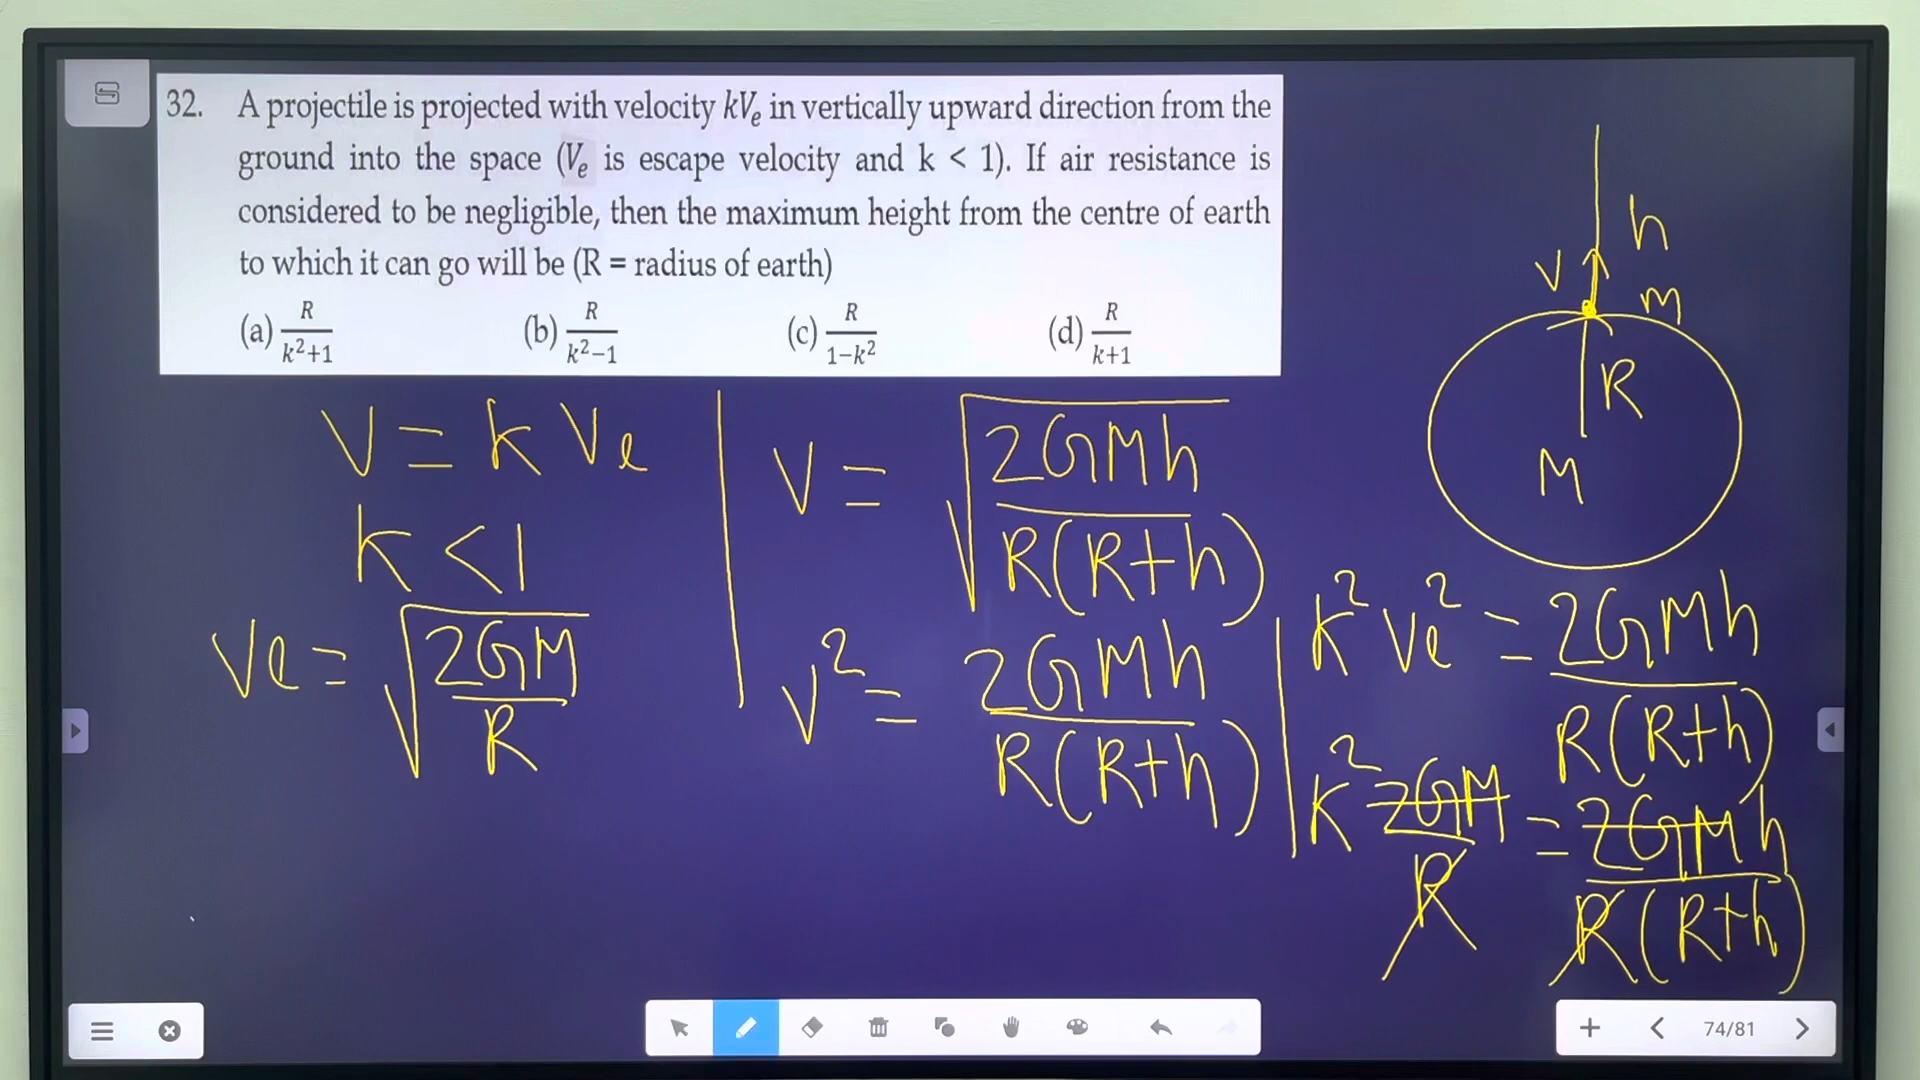 32. A projectile is projected with velocity kVₑ in vertically upward direction from the
ground into the space (Vₑ is escape velocity and k < 1). If air resistance is
considered to be negligible, then the maximum height from the centre of earth
to which it can go will be (R = radius of earth)
(a) R/(k²+1) (b) R/(k²−1) (c) R/(1−k²) (d) R/(k+1)
V = k Ve
k < 1
Ve = √(2GM/R)
V = √(2GMh/R(R+h))
V² = 2GMh/R(R+h)
h
V
m
R
M
K² Ve² = 2GMh/R(R+h)
K² 2GM/R = 2GMh/R(R+h)
74/81